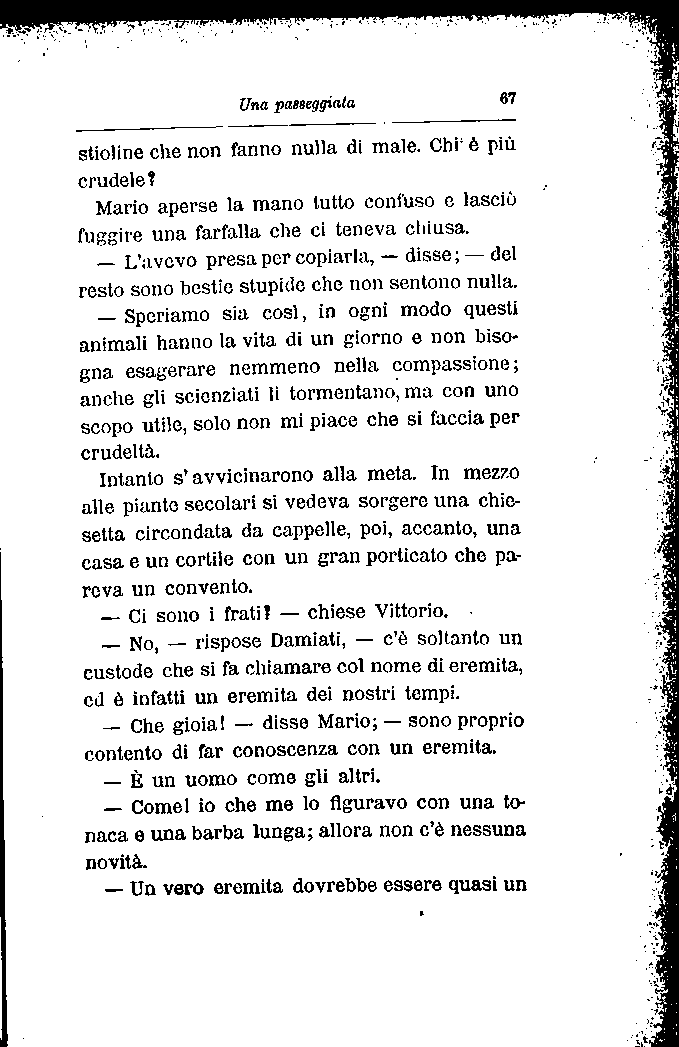 Una passeggiata 67
stioline che non fanno nulla di male. Chi è più
crudele?
Mario aperse la mano tutto confuso e lasciò
fuggire una farfalla che ci teneva chiusa.
— L'avevo presa per copiarla, — disse; — del
resto sono bestie stupide che non sentono nulla.
— Speriamo sia così, in ogni modo questi
animali hanno la vita di un giorno e non biso-
gna esagerare nemmeno nella compassione;
anche gli scienziati li tormentano, ma con uno
scopo utile, solo non mi piace che si faccia per
crudeltà.
Intanto s'avvicinarono alla meta. In mezzo
alle piante secolari si vedeva sorgere una chie-
setta circondata da cappelle, poi, accanto, una
casa e un cortile con un gran porticato che pa-
reva un convento.
— Ci sono i frati? — chiese Vittorio.
— No, — rispose Damiati, — c'è soltanto un
custode che si fa chiamare col nome di eremita,
ed è infatti un eremita dei nostri tempi.
— Che gioia! — disse Mario; — sono proprio
contento di far conoscenza con un eremita.
— È un uomo come gli altri.
— Come! io che me lo figuravo con una to-
naca e una barba lunga; allora non c'è nessuna
novità.
— Un vero eremita dovrebbe essere quasi un